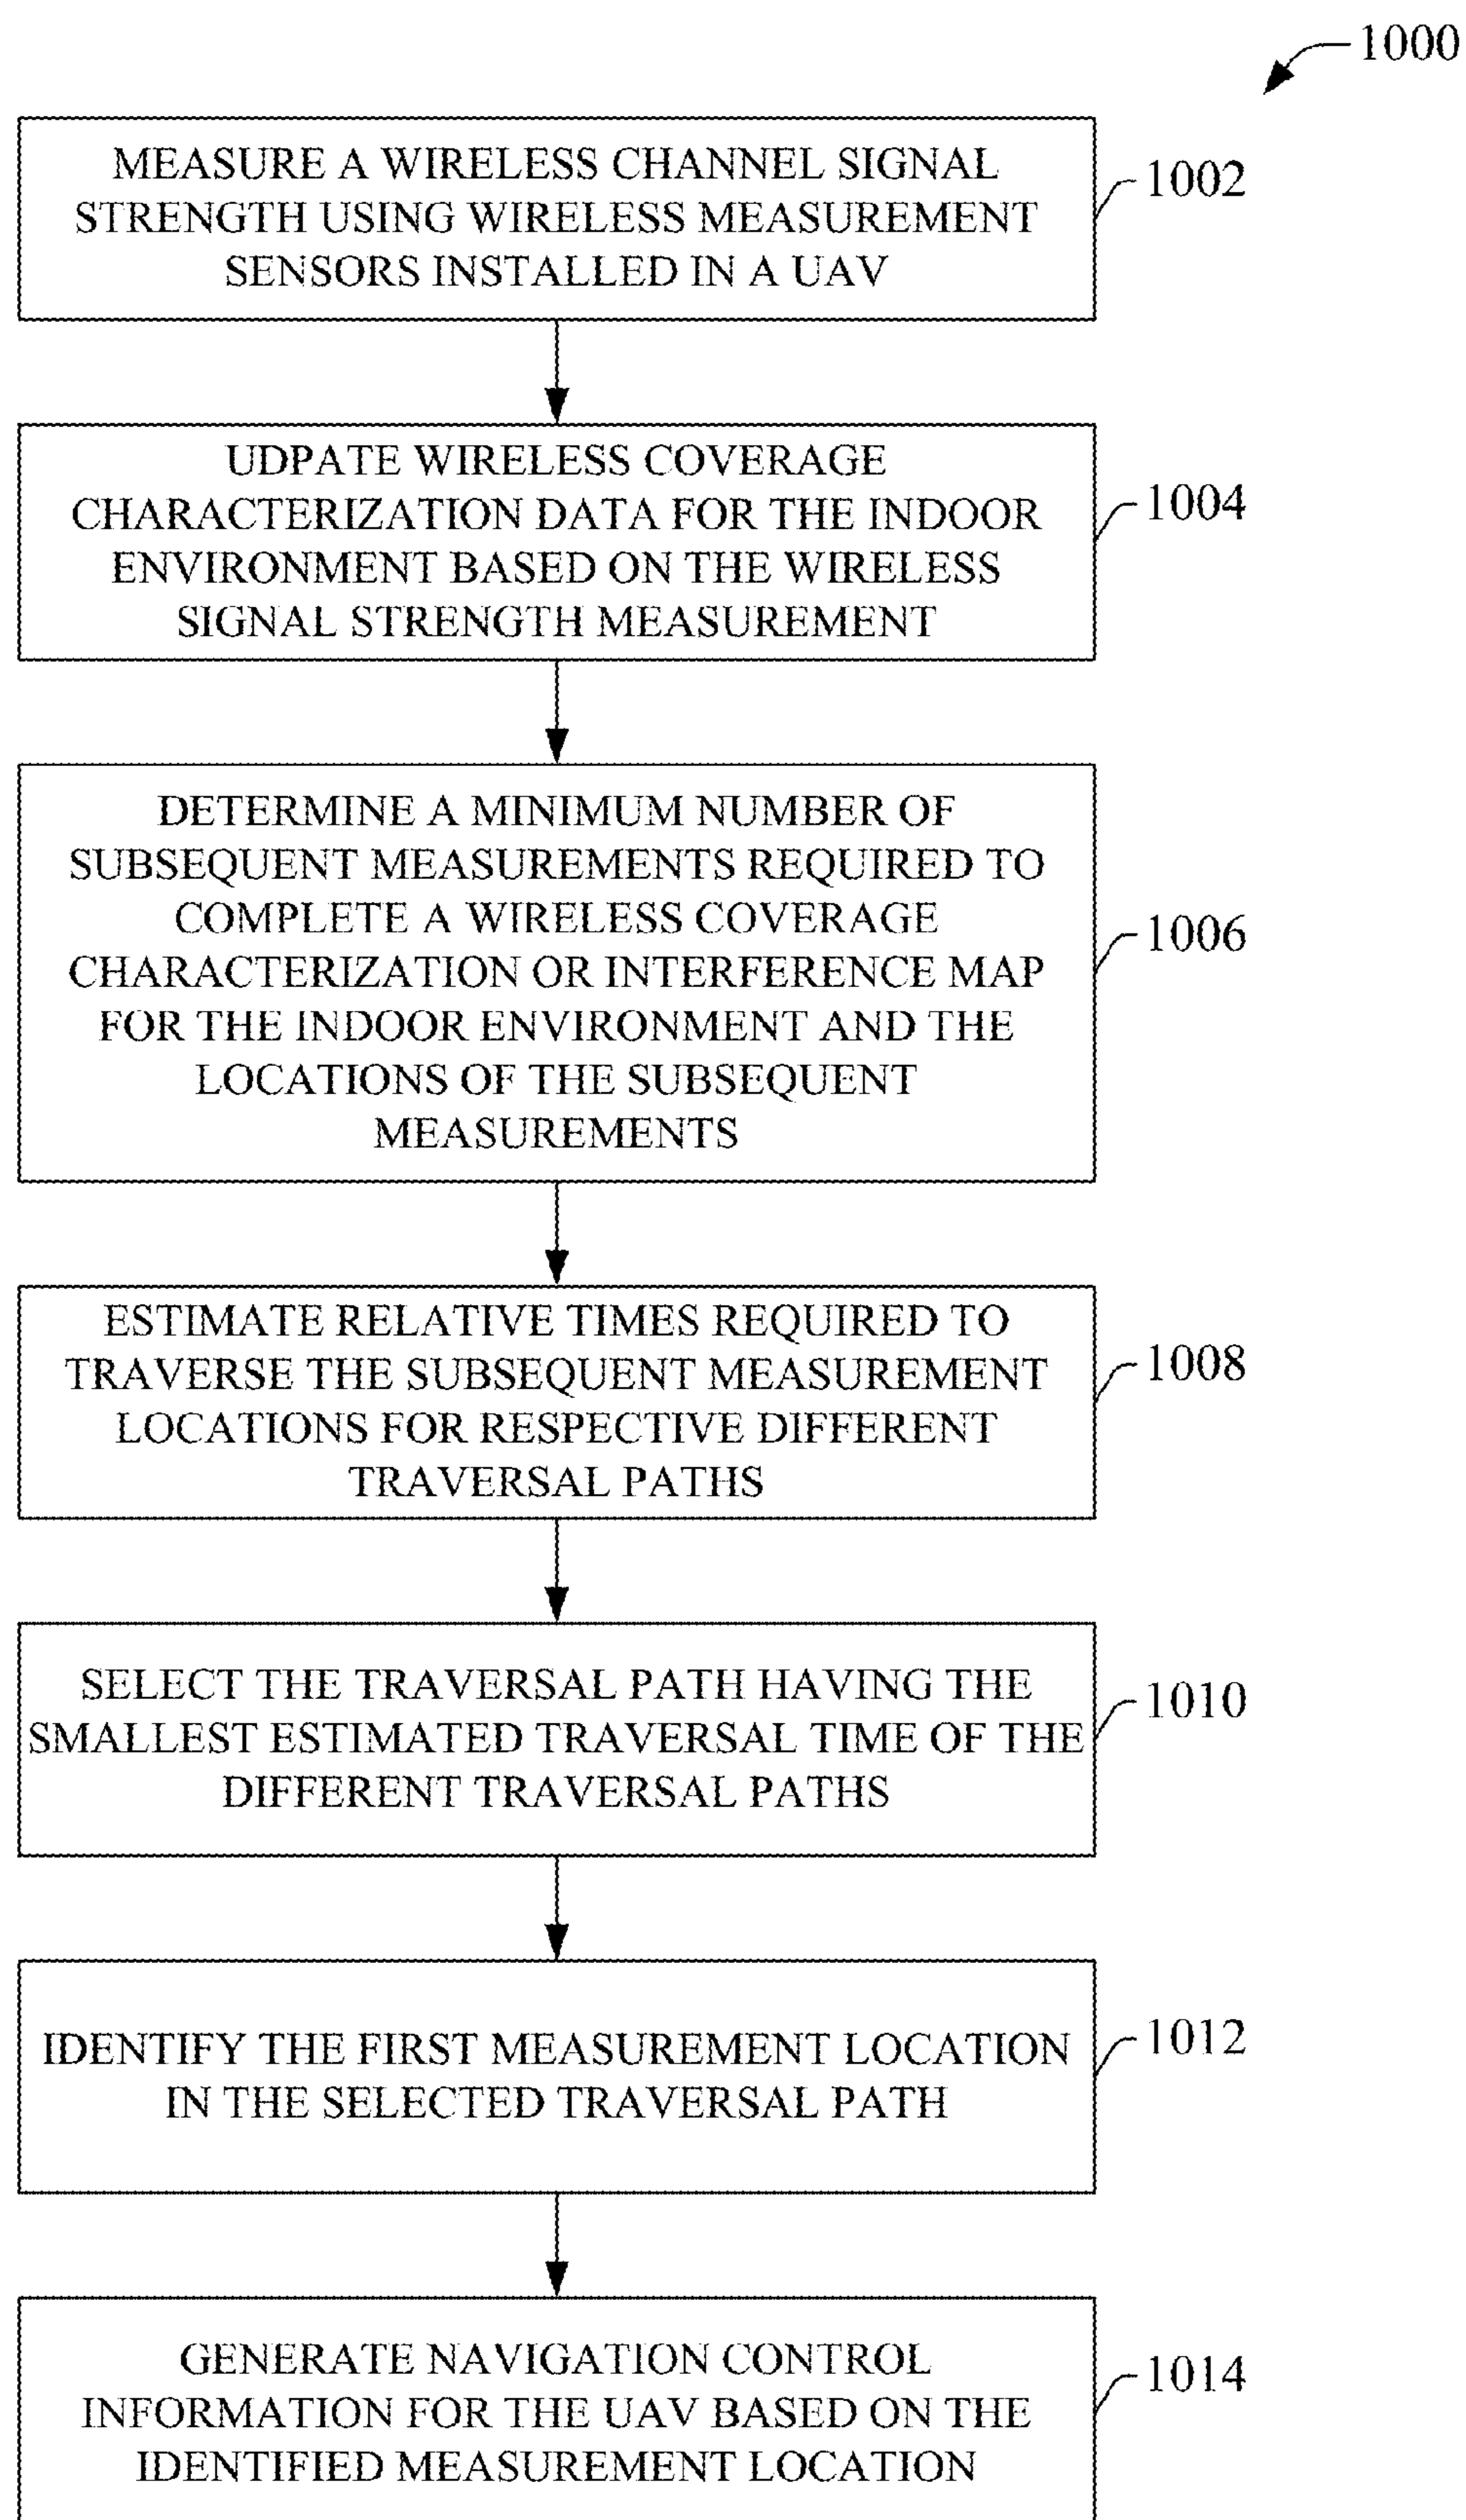 1000
MEASURE A WIRELESS CHANNEL SIGNAL
STRENGTH USING WIRELESS MEASUREMENT
SENSORS INSTALLED IN A UAV
1002
UDPATE WIRELESS COVERAGE
CHARACTERIZATION DATA FOR THE INDOOR
ENVIRONMENT BASED ON THE WIRELESS
SIGNAL STRENGTH MEASUREMENT
1004
DETERMINE A MINIMUM NUMBER OF
SUBSEQUENT MEASUREMENTS REQUIRED TO
COMPLETE A WIRELESS COVERAGE
CHARACTERIZATION OR INTERFERENCE MAP
FOR THE INDOOR ENVIRONMENT AND THE
LOCATIONS OF THE SUBSEQUENT
MEASUREMENTS
1006
ESTIMATE RELATIVE TIMES REQUIRED TO
TRAVERSE THE SUBSEQUENT MEASUREMENT
LOCATIONS FOR RESPECTIVE DIFFERENT
TRAVERSAL PATHS
1008
SELECT THE TRAVERSAL PATH HAVING THE
SMALLEST ESTIMATED TRAVERSAL TIME OF THE
DIFFERENT TRAVERSAL PATHS
1010
IDENTIFY THE FIRST MEASUREMENT LOCATION
IN THE SELECTED TRAVERSAL PATH
1012
GENERATE NAVIGATION CONTROL
INFORMATION FOR THE UAV BASED ON THE
IDENTIFIED MEASUREMENT LOCATION
1014